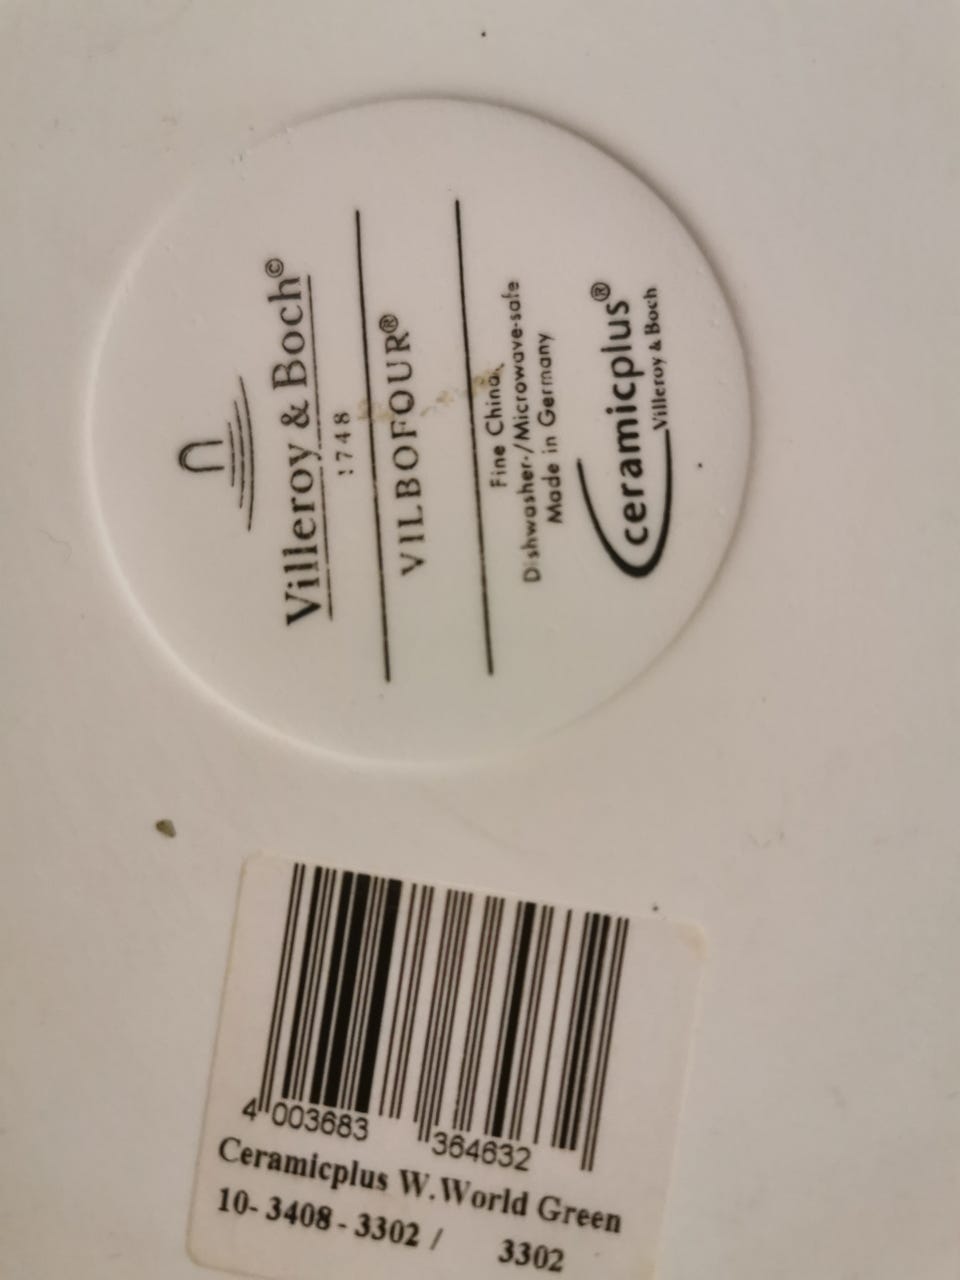 Villeroy & Boch©
1748
VILBOFOUR®
Fine China
Dishwasher-/Microwave-safe
Made in Germany
ceramicplus®
Villeroy & Boch
4 003683 364632
Ceramicplus W.World Green
10- 3408 - 3302 / 3302